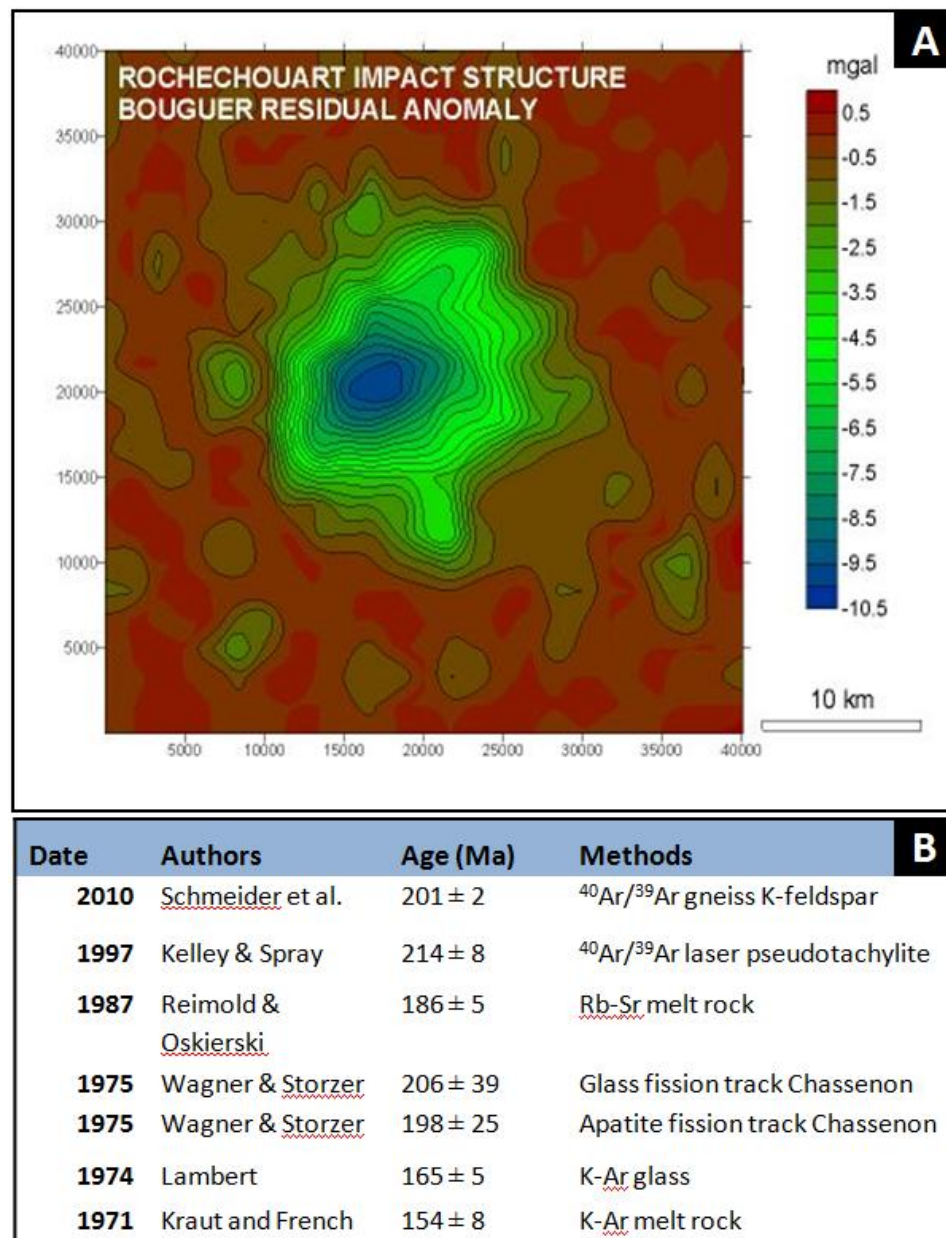 A
ROCHECHOUART IMPACT STRUCTURE
BOUGUER RESIDUAL ANOMALY
mgal
0.5
-0.5
-1.5
-2.5
-3.5
-4.5
-5.5
-6.5
-7.5
-8.5
-9.5
-10.5
10 km
40000
35000
30000
25000
20000
15000
10000
5000
5000 10000 15000 20000 25000 30000 35000 40000
B
Date Authors Age (Ma) Methods
2010 Schmeider et al. 201 ± 2 ⁴⁰Ar/³⁹Ar gneiss K-feldspar
1997 Kelley & Spray 214 ± 8 ⁴⁰Ar/³⁹Ar laser pseudotachylite
1987 Reimold & 186 ± 5 Rb-Sr melt rock
Oskierski
1975 Wagner & Storzer 206 ± 39 Glass fission track Chassenon
1975 Wagner & Storzer 198 ± 25 Apatite fission track Chassenon
1974 Lambert 165 ± 5 K-Ar glass
1971 Kraut and French 154 ± 8 K-Ar melt rock